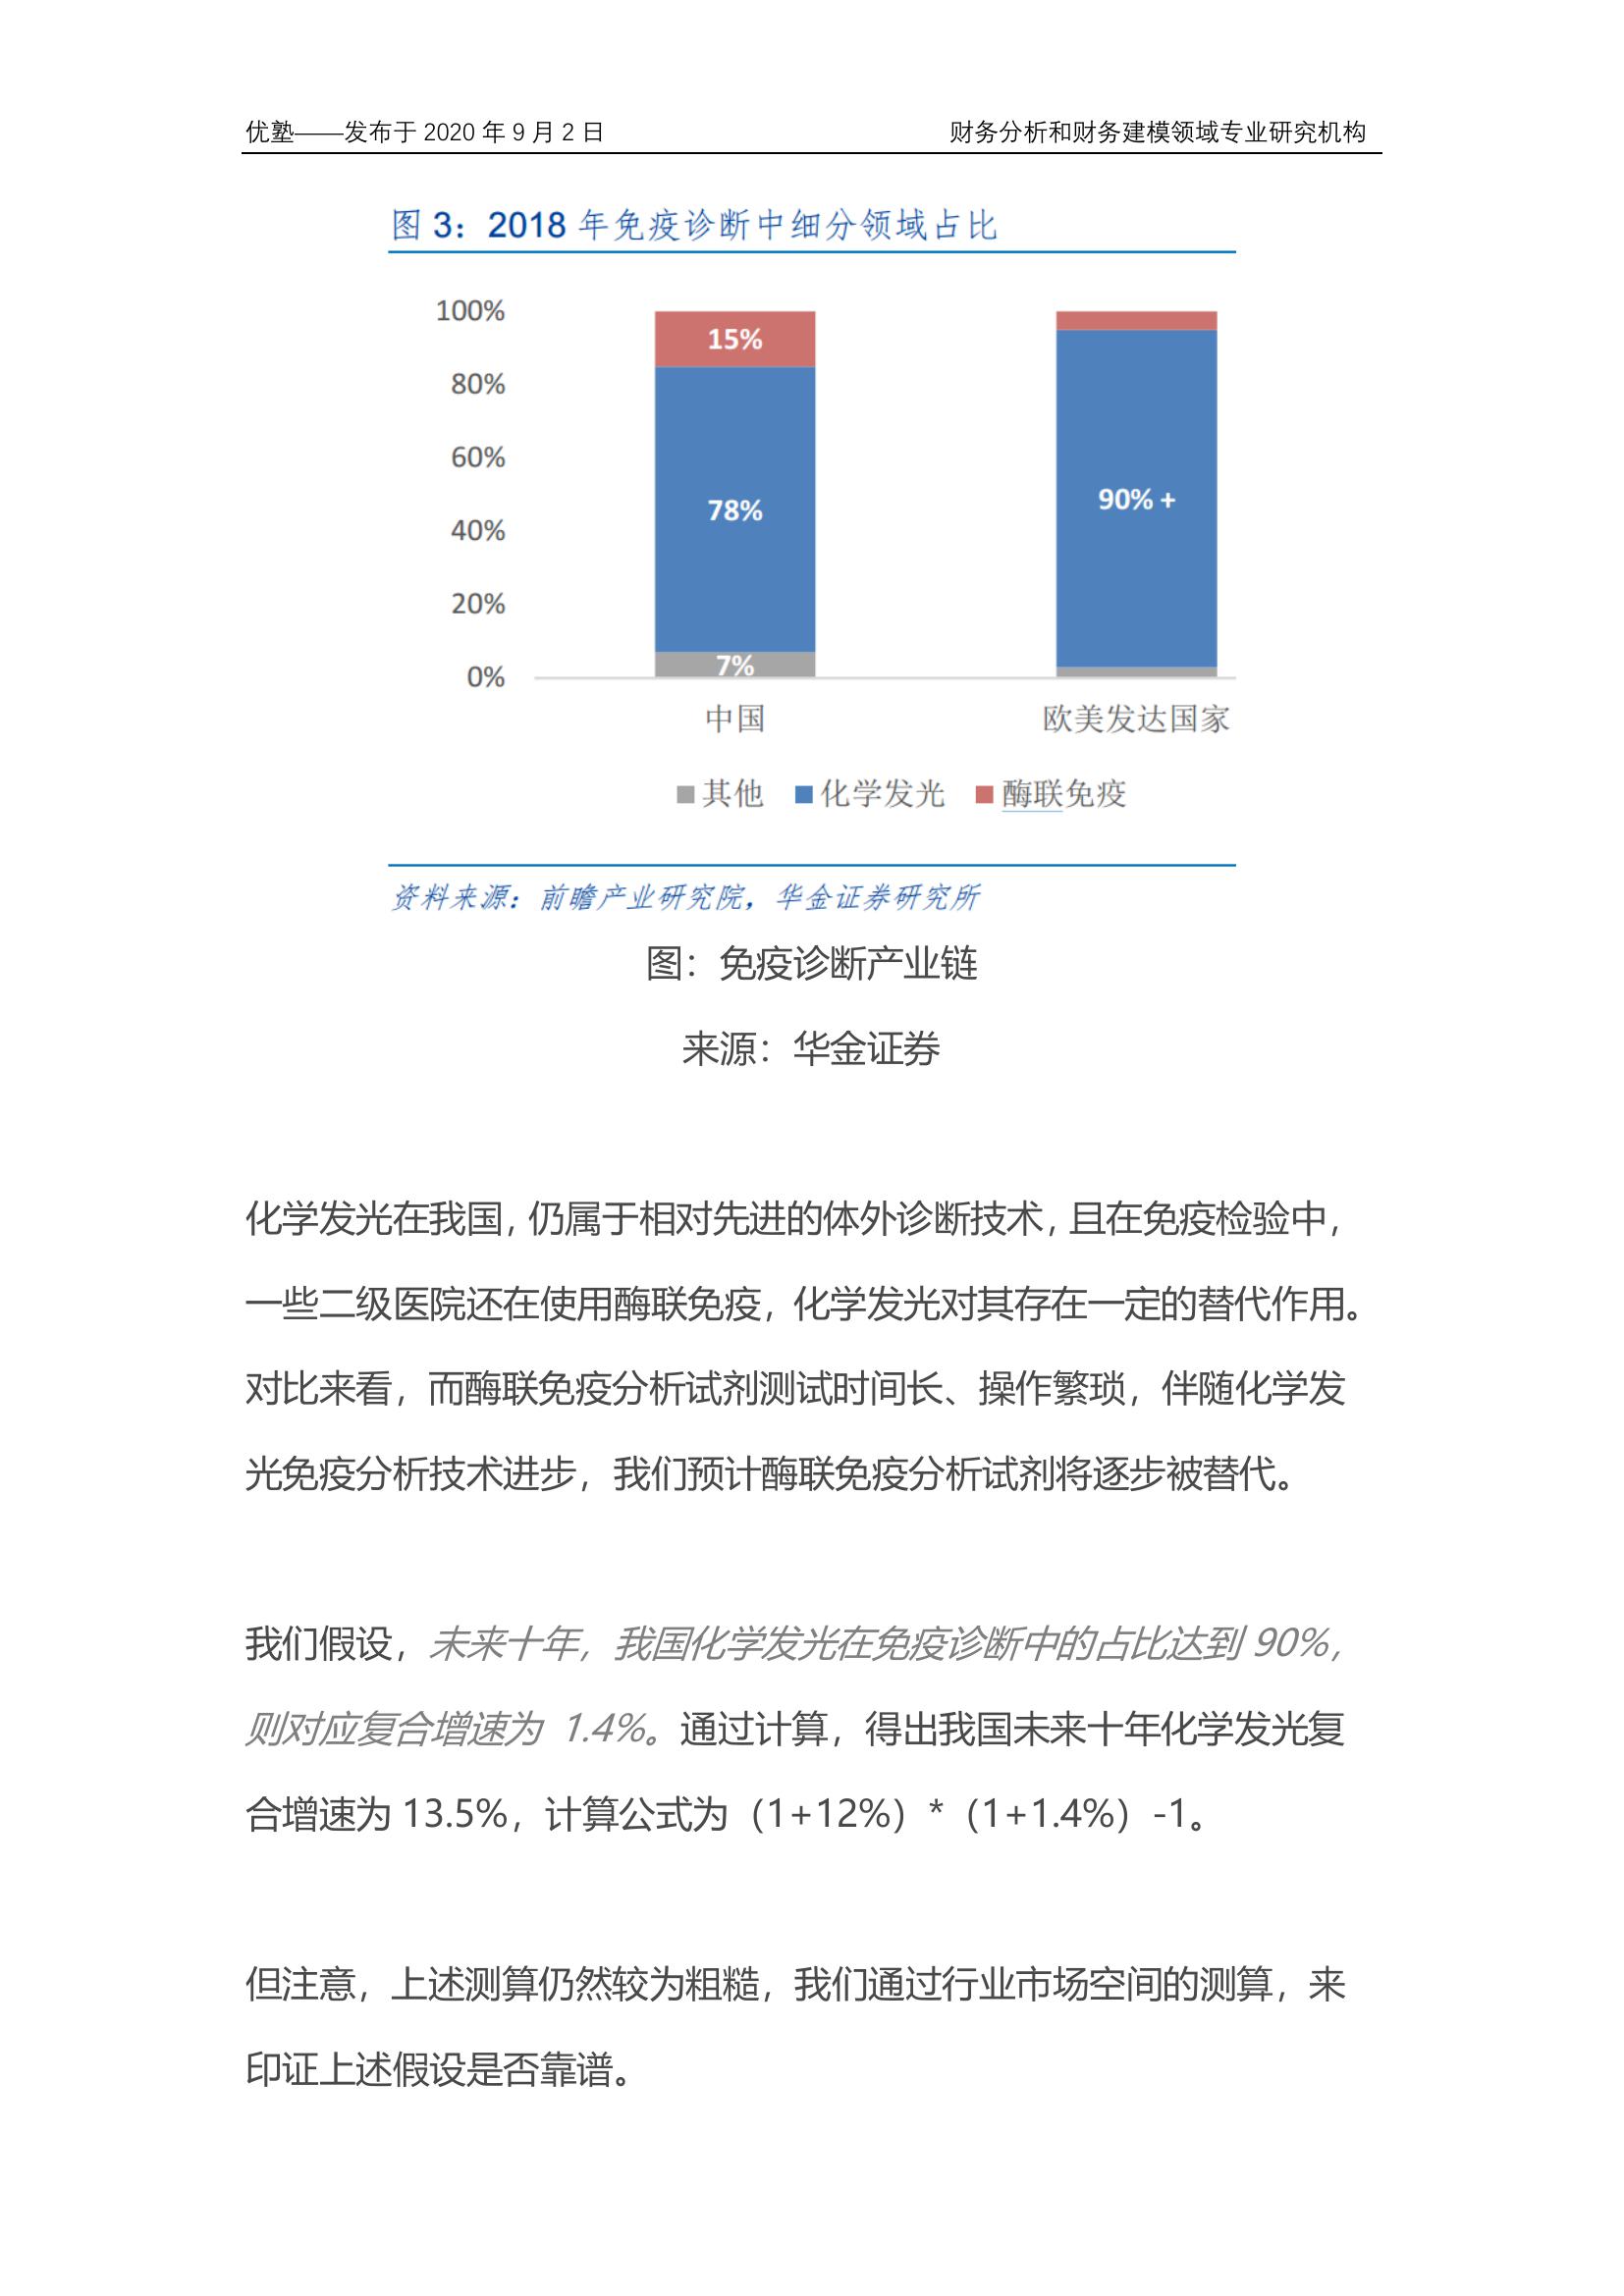 优塾——发布于 2020 年 9 月 2 日 财务分析和财务建模领域专业研究机构
图 3：2018 年免疫诊断中细分领域占比
100%
80%
60%
40%
20%
0%
15%
78%
7%
90% +
中国 欧美发达国家
其他 化学发光 酶联免疫
资料来源：前瞻产业研究院，华金证券研究所
图：免疫诊断产业链
来源：华金证券
化学发光在我国，仍属于相对先进的体外诊断技术，且在免疫检验中，
一些二级医院还在使用酶联免疫，化学发光对其存在一定的替代作用。
对比来看，而酶联免疫分析试剂测试时间长、操作繁琐，伴随化学发
光免疫分析技术进步，我们预计酶联免疫分析试剂将逐步被替代。
我们假设，未来十年，我国化学发光在免疫诊断中的占比达到 90%，
则对应复合增速为 1.4%。通过计算，得出我国未来十年化学发光复
合增速为 13.5%，计算公式为（1+12%）*（1+1.4%）-1。
但注意，上述测算仍然较为粗糙，我们通过行业市场空间的测算，来
印证上述假设是否靠谱。